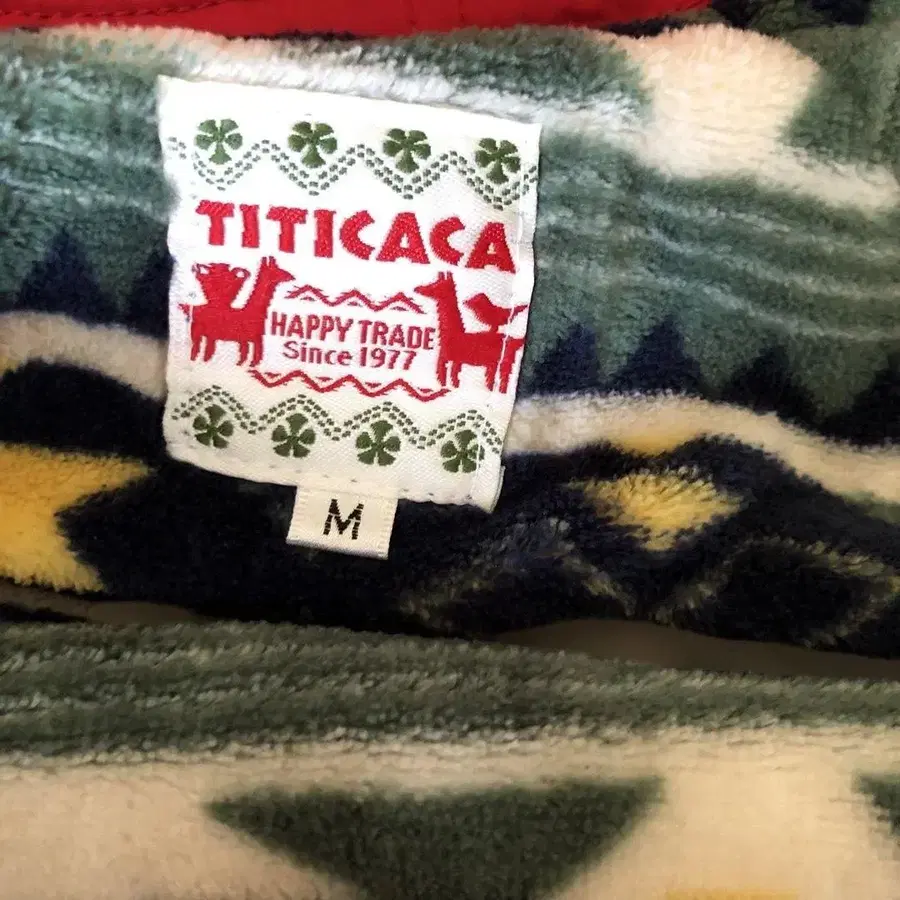 TITICACA
HAPPY TRADE
Since 1977
M